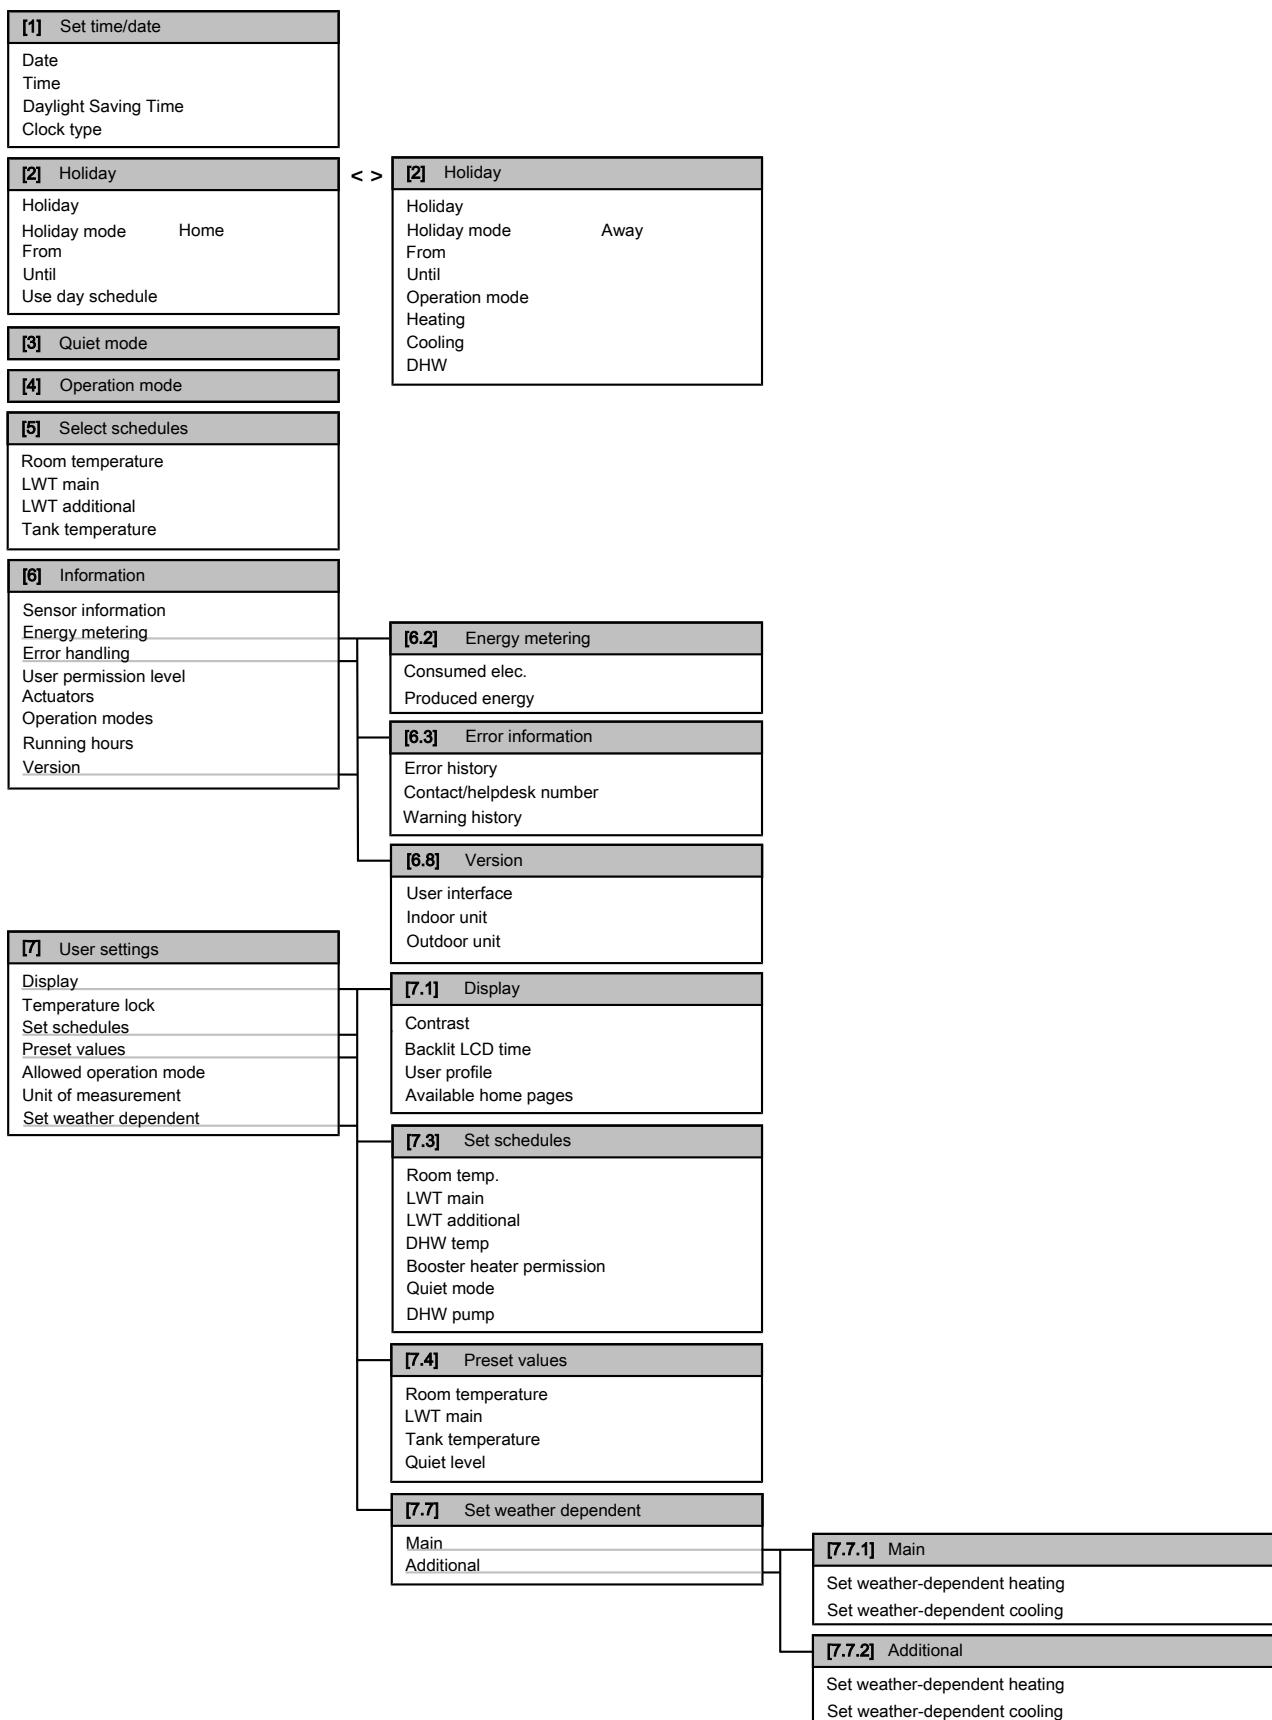 [1] Set time/date
Date
Time
Daylight Saving Time
Clock type
[2] Holiday
Holiday
Holiday mode Home
From
Until
Use day schedule
< >
[2] Holiday
Holiday
Holiday mode Away
From
Until
Operation mode
Heating
Cooling
DHW
[3] Quiet mode
[4] Operation mode
[5] Select schedules
Room temperature
LWT main
LWT additional
Tank temperature
[6] Information
Sensor information
Energy metering
Error handling
User permission level
Actuators
Operation modes
Running hours
Version
[6.2] Energy metering
Consumed elec.
Produced energy
[6.3] Error information
Error history
Contact/helpdesk number
Warning history
[6.8] Version
User interface
Indoor unit
Outdoor unit
[7] User settings
Display
Temperature lock
Set schedules
Preset values
Allowed operation mode
Unit of measurement
Set weather dependent
[7.1] Display
Contrast
Backlit LCD time
User profile
Available home pages
[7.3] Set schedules
Room temp.
LWT main
LWT additional
DHW temp
Booster heater permission
Quiet mode
DHW pump
[7.4] Preset values
Room temperature
LWT main
Tank temperature
Quiet level
[7.7] Set weather dependent
Main
Additional
[7.7.1] Main
Set weather-dependent heating
Set weather-dependent cooling
[7.7.2] Additional
Set weather-dependent heating
Set weather-dependent cooling